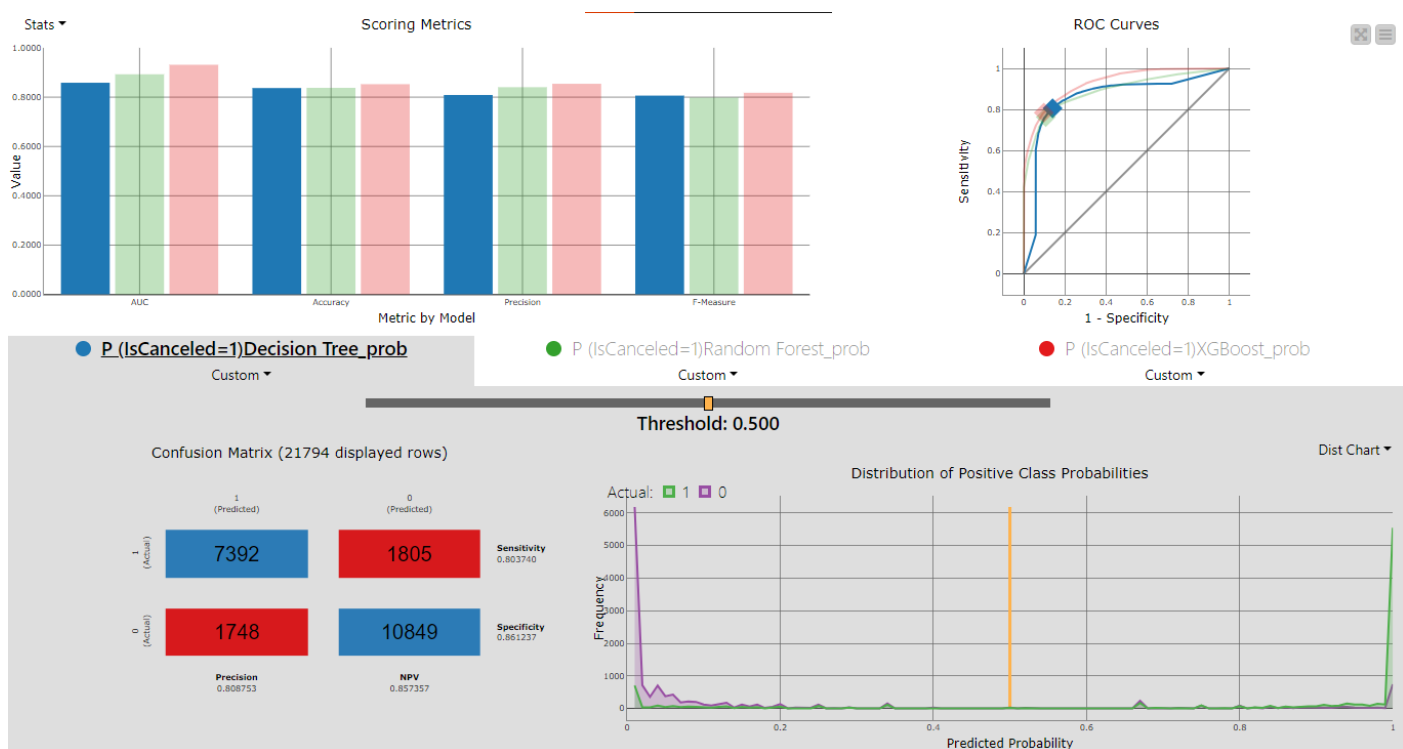 Stats
Scoring Metrics
1.0000
0.8000
0.6000
0.4000
0.2000
0.0000
Value
AUC
Accuracy
Precision
F-Measure
Metric by Model
ROC Curves
1
0.8
0.6
0.4
0.2
0
Sensitivity
0
0.2
0.4
0.6
0.8
1
1 - Specificity
P (IsCanceled=1)Decision Tree_prob
P (IsCanceled=1)Random Forest_prob
P (IsCanceled=1)XGBoost_prob
Custom
Custom
Custom
Threshold: 0.500
Confusion Matrix (21794 displayed rows)
1
(Predicted)
0
(Predicted)
1
(Actual)
7392
1805
Sensitivity
0.803740
0
(Actual)
1748
10849
Specificity
0.861237
Precision
0.808753
NPV
0.857357
Dist Chart
Distribution of Positive Class Probabilities
Actual: 1 0
6000
5000
4000
3000
2000
1000
0
Frequency
0
0.2
0.4
0.6
0.8
1
Predicted Probability